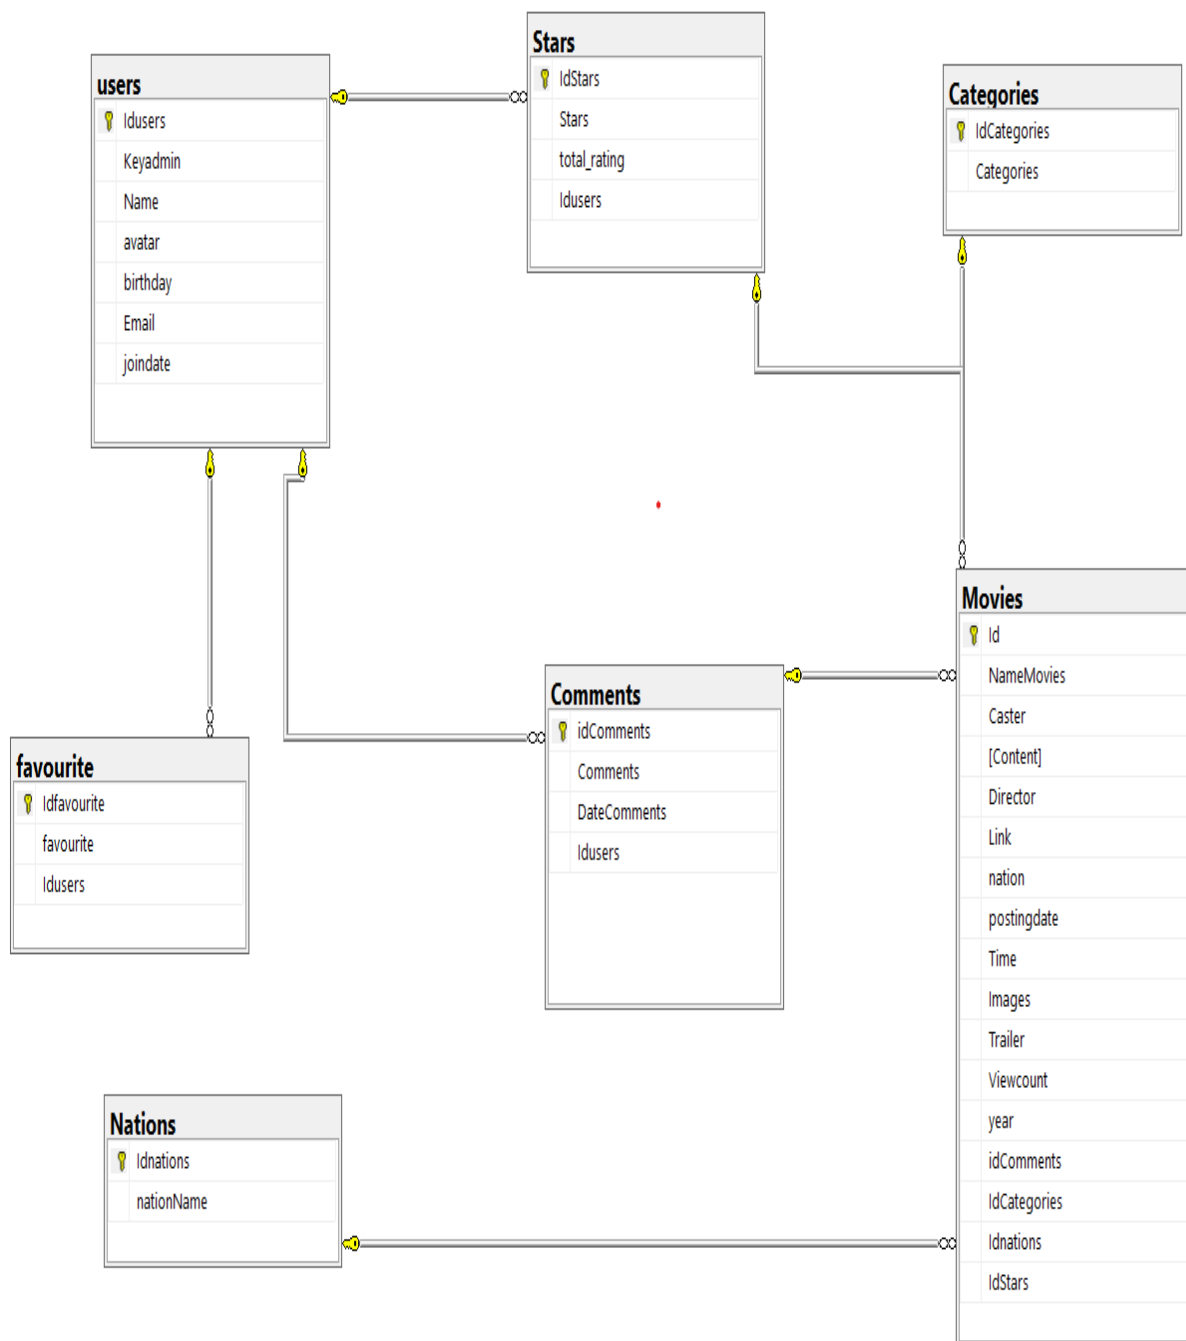 users
Idusers
Keyadmin
Name
avatar
birthday
Email
joindate
Stars
IdStars
Stars
total_rating
Idusers
Categories
IdCategories
Categories
favourite
Idfavourite
favourite
Idusers
Comments
idComments
Comments
DateComments
Idusers
Movies
Id
NameMovies
Caster
[Content]
Director
Link
nation
postingdate
Time
Images
Trailer
Viewcount
year
idComments
IdCategories
Idnations
IdStars
Nations
Idnations
nationName